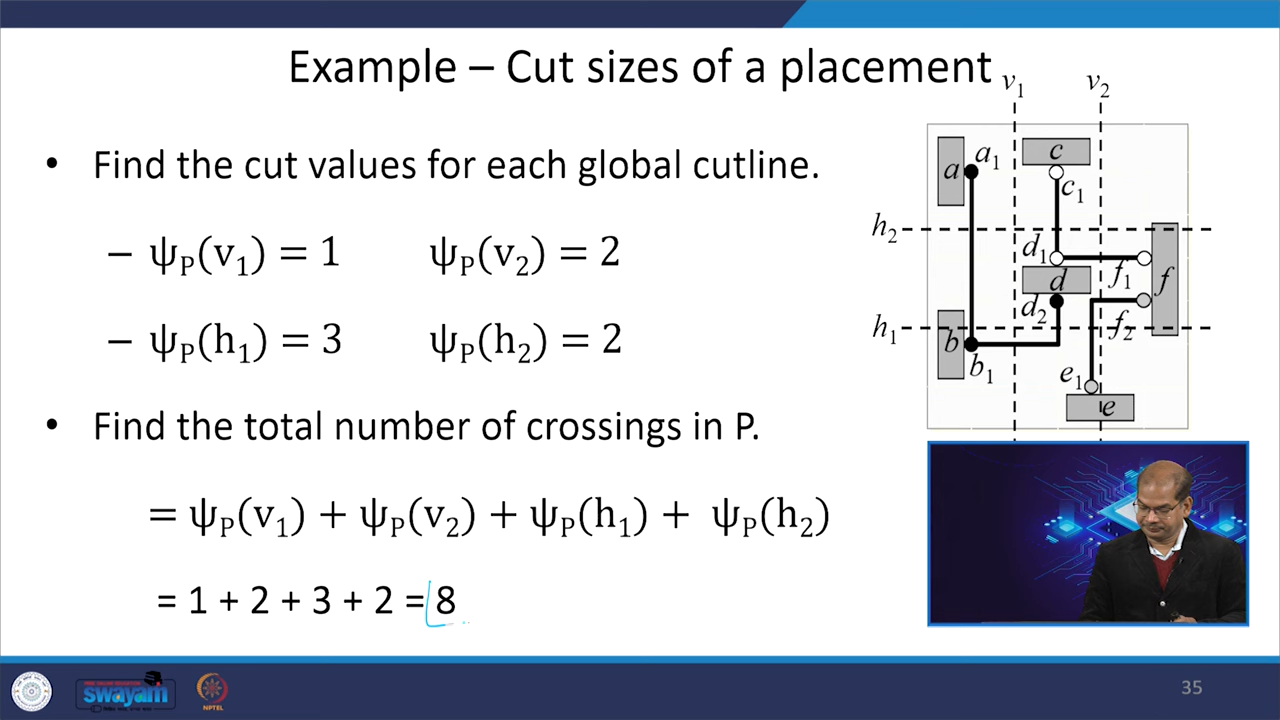 Example – Cut sizes of a placement
• Find the cut values for each global cutline.
– ψP(v1) = 1 ψP(v2) = 2
– ψP(h1) = 3 ψP(h2) = 2
• Find the total number of crossings in P.
= ψP(v1) + ψP(v2) + ψP(h1) + ψP(h2)
= 1 + 2 + 3 + 2 = 8
v1 v2
a a1 c
c1
h2
d1 f1 f
d
d2
h1 f2
b b1
e1
e
swayam
NPTEL
35